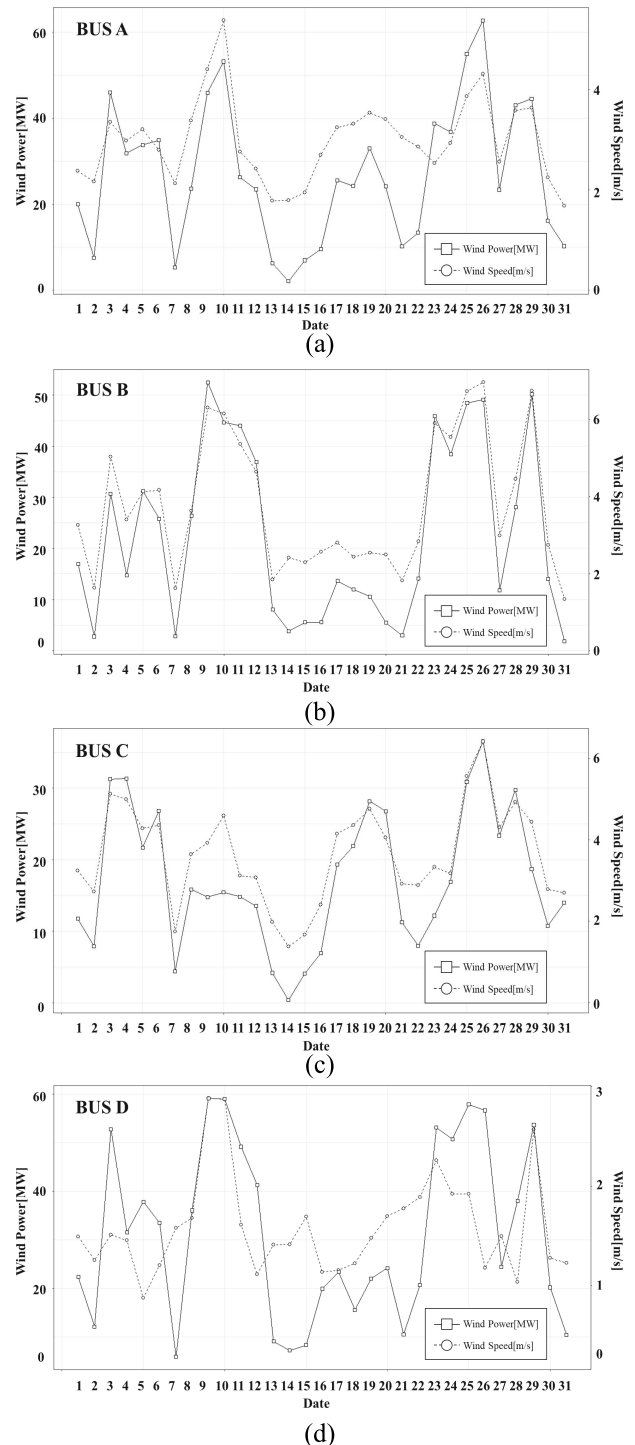 BUS A
Wind Power[MW]
60
40
20
0
Wind Speed[m/s]
4
2
0
Wind Power[MW]
Wind Speed[m/s]
1 2 3 4 5 6 7 8 9 10 11 12 13 14 15 16 17 18 19 20 21 22 23 24 25 26 27 28 29 30 31
Date
(a)
BUS B
Wind Power[MW]
50
40
30
20
10
0
Wind Speed[m/s]
6
4
2
0
Wind Power[MW]
Wind Speed[m/s]
1 2 3 4 5 6 7 8 9 10 11 12 13 14 15 16 17 18 19 20 21 22 23 24 25 26 27 28 29 30 31
Date
(b)
BUS C
Wind Power[MW]
30
20
10
0
Wind Speed[m/s]
6
4
2
0
Wind Power[MW]
Wind Speed[m/s]
1 2 3 4 5 6 7 8 9 10 11 12 13 14 15 16 17 18 19 20 21 22 23 24 25 26 27 28 29 30 31
Date
(c)
BUS D
Wind Power[MW]
60
40
20
0
Wind Speed[m/s]
3
2
1
0
Wind Power[MW]
Wind Speed[m/s]
1 2 3 4 5 6 7 8 9 10 11 12 13 14 15 16 17 18 19 20 21 22 23 24 25 26 27 28 29 30 31
Date
(d)